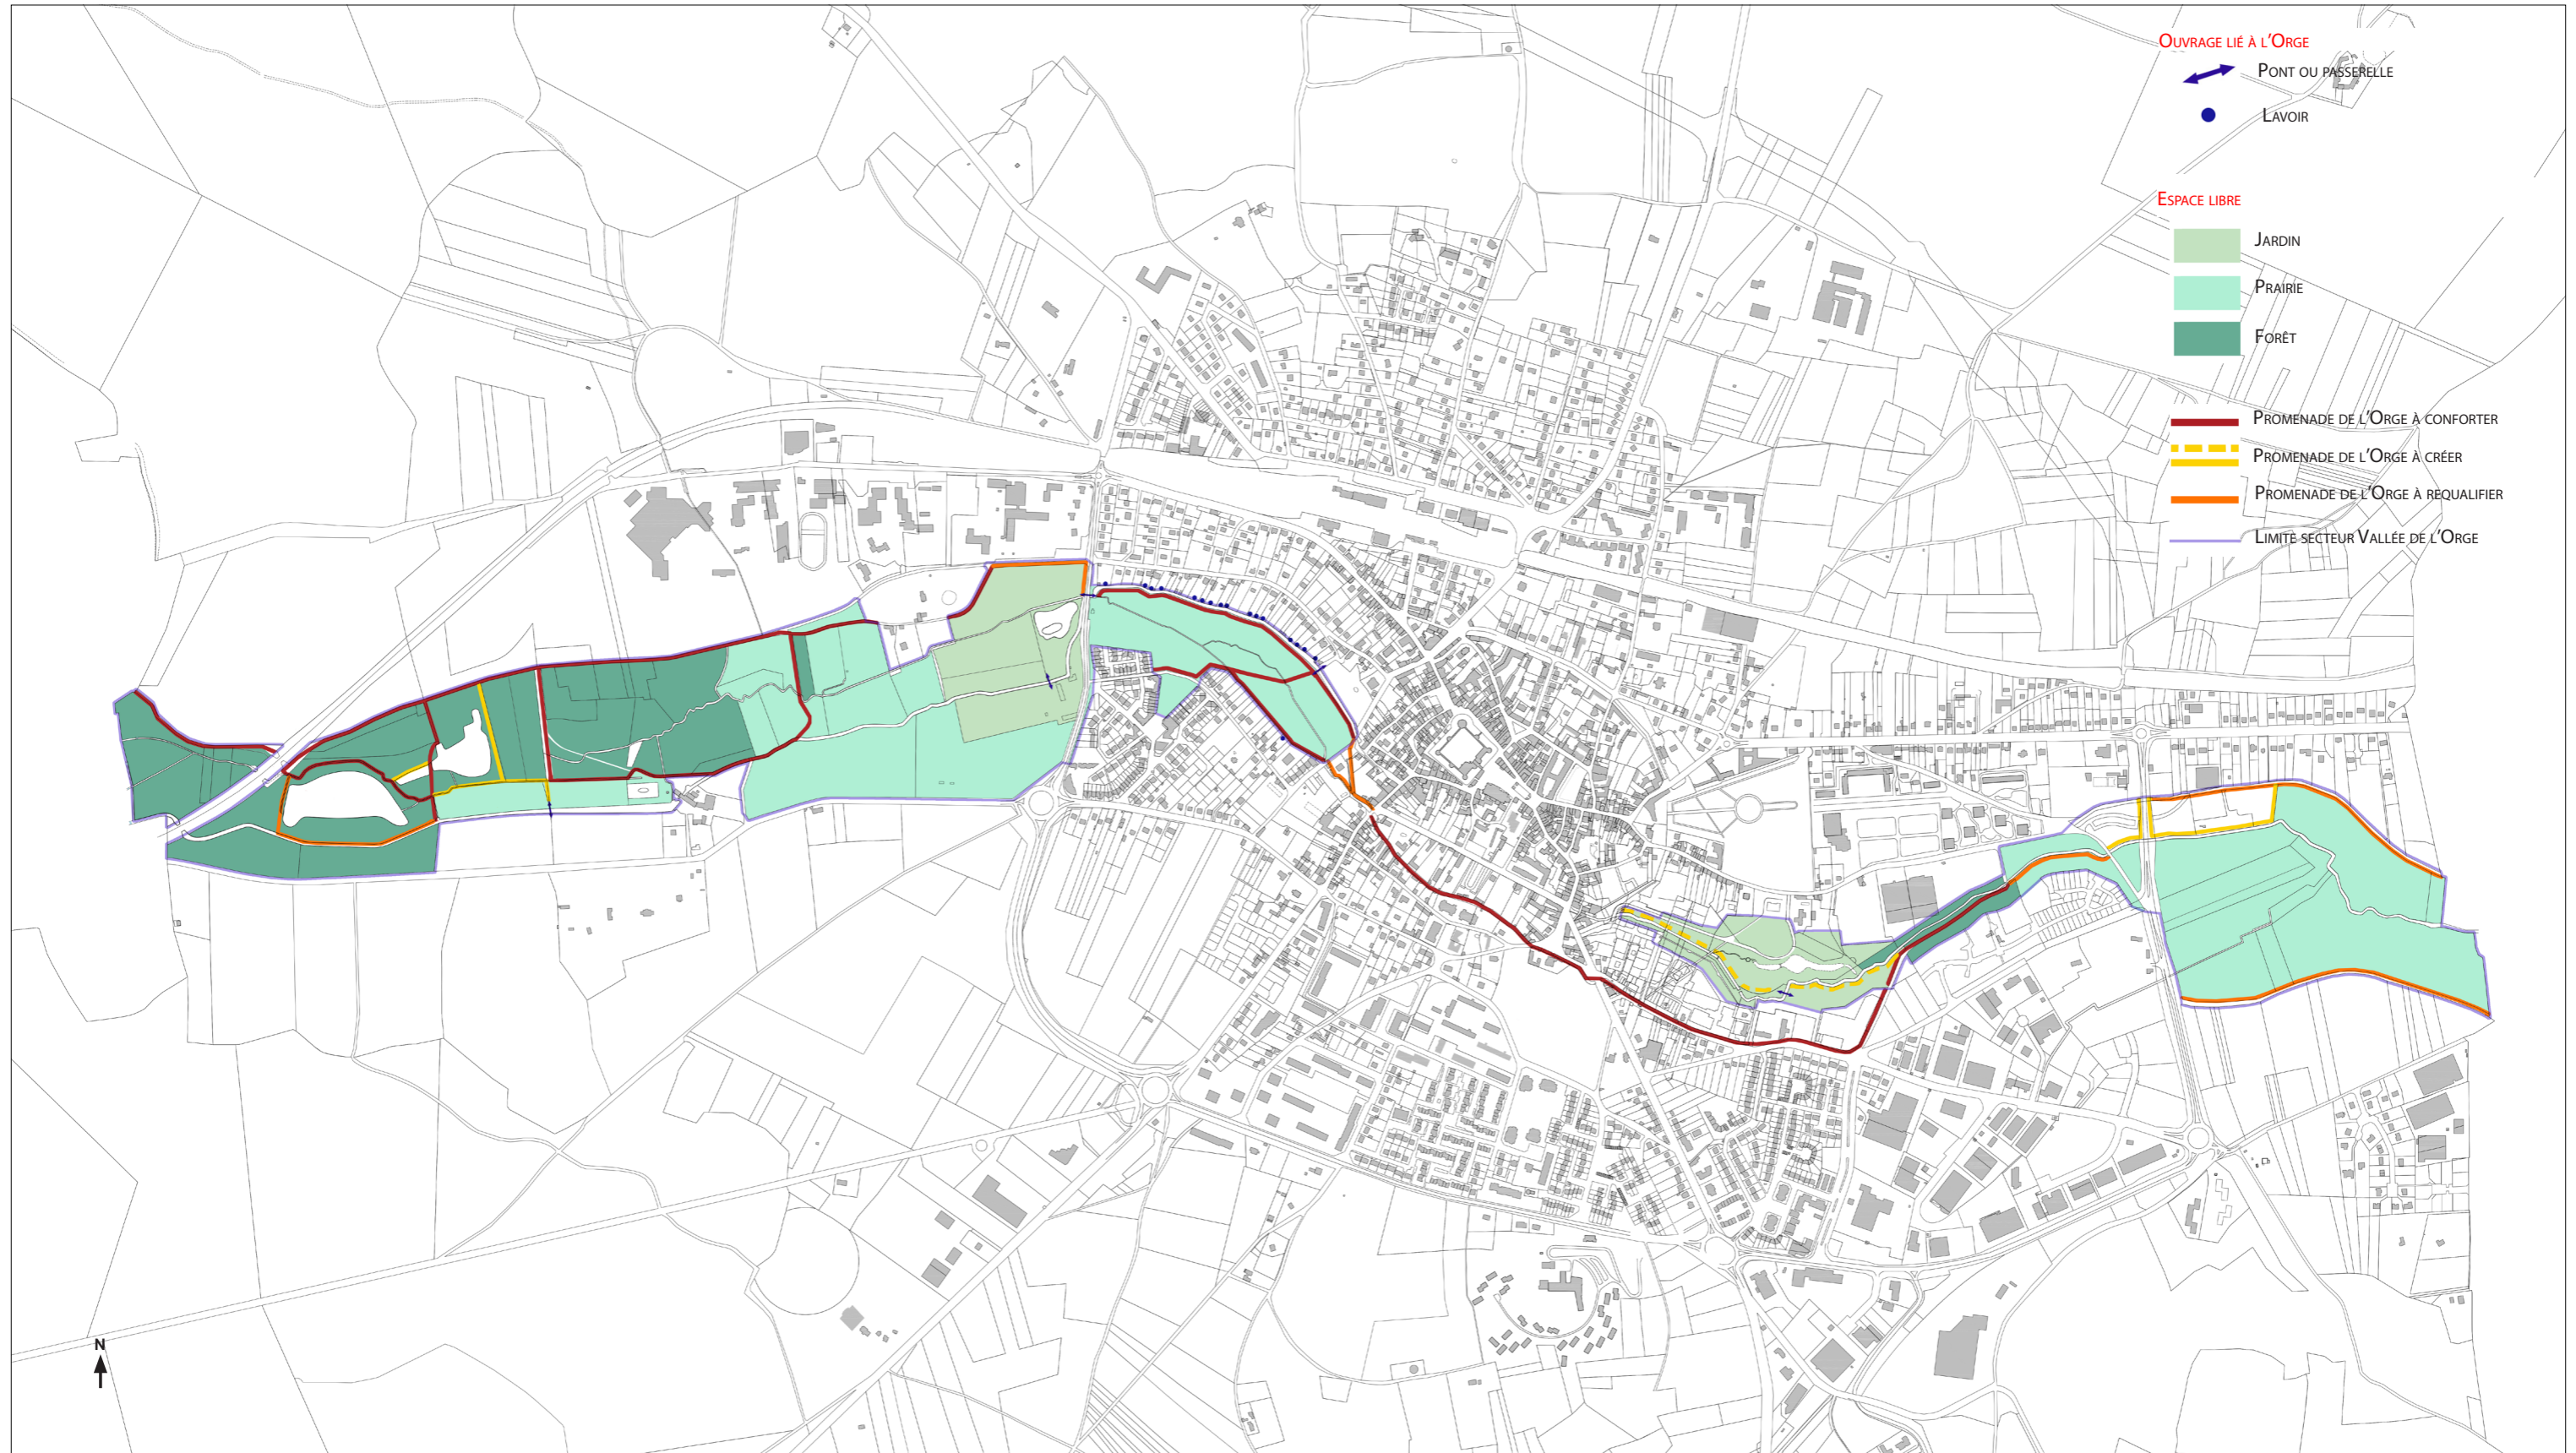 Ouvrage lié à l'Orge
Pont ou passerelle
Lavoir
Espace libre
Jardin
Prairie
Forêt
Promenade de l'Orge à conforter
Promenade de l'Orge à créer
Promenade de l'Orge à requalifier
Limite secteur Vallée de l'Orge
N